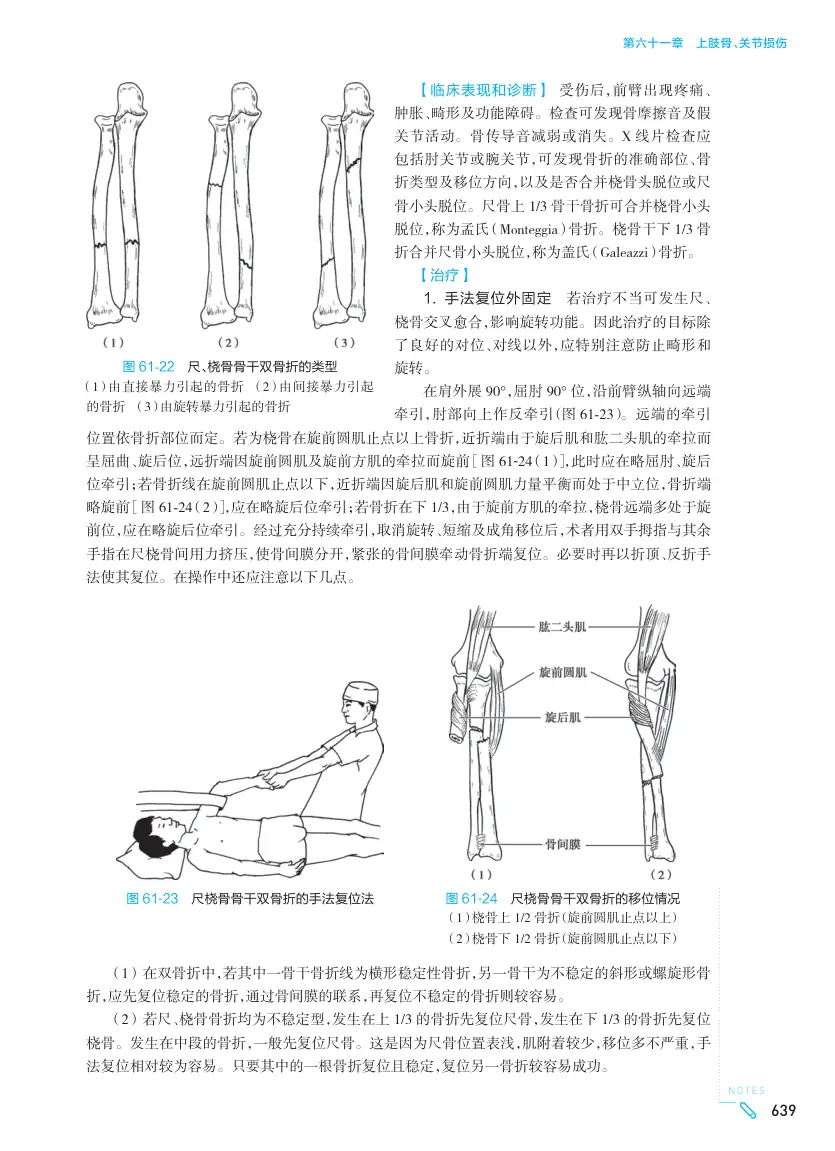 第六十一章 上肢骨、关节损伤
（1）
（2）
（3）
图 61-22 尺、桡骨骨干双骨折的类型
（1）由直接暴力引起的骨折 （2）由间接暴力引起
的骨折 （3）由旋转暴力引起的骨折
【临床表现和诊断】 受伤后，前臂出现疼痛、
肿胀、畸形及功能障碍。检查可发现骨摩擦音及假
关节活动。骨传导音减弱或消失。X 线片检查应
包括肘关节或腕关节，可发现骨折的准确部位、骨
折类型及移位方向，以及是否合并桡骨头脱位或尺
骨小头脱位。尺骨上 1/3 骨干骨折可合并桡骨小头
脱位，称为孟氏（Monteggia）骨折。桡骨干下 1/3 骨
折合并尺骨小头脱位，称为盖氏（Galeazzi）骨折。
【治疗】
1. 手法复位外固定 若治疗不当可发生尺、
桡骨交叉愈合，影响旋转功能。因此治疗的目标除
了良好的对位、对线以外，应特别注意防止畸形和
旋转。
在肩外展 90°，屈肘 90° 位，沿前臂纵轴向远端
牵引，肘部向上作反牵引（图 61-23）。远端的牵引
位置依骨折部位而定。若为桡骨在旋前圆肌止点以上骨折，近折端由于旋后肌和肱二头肌的牵拉而
呈屈曲、旋后位，远折端因旋前圆肌及旋前方肌的牵拉而旋前［图 61-24（1）］，此时应在略屈肘、旋后
位牵引；若骨折线在旋前圆肌止点以下，近折端因旋后肌和旋前圆肌力量平衡而处于中立位，骨折端
略旋前［图 61-24（2）］，应在略旋后位牵引；若骨折在下 1/3，由于旋前方肌的牵拉，桡骨远端多处于旋
前位，应在略旋后位牵引。经过充分持续牵引，取消旋转、短缩及成角移位后，术者用双手拇指与其余
手指在尺桡骨间用力挤压，使骨间膜分开，紧张的骨间膜牵动骨折端复位。必要时再以折顶、反折手
法使其复位。在操作中还应注意以下几点。
肱二头肌
旋前圆肌
旋后肌
骨间膜
（1）
（2）
图 61-23 尺桡骨骨干双骨折的手法复位法
图 61-24 尺桡骨骨干双骨折的移位情况
（1）桡骨上 1/2 骨折（旋前圆肌止点以上）
（2）桡骨下 1/2 骨折（旋前圆肌止点以下）
（1）在双骨折中，若其中一骨干骨折线为横形稳定性骨折，另一骨干为不稳定的斜形或螺旋形骨
折，应先复位稳定的骨折，通过骨间膜的联系，再复位不稳定的骨折则较容易。
（2）若尺、桡骨骨折均为不稳定型，发生在上 1/3 的骨折先复位尺骨，发生在下 1/3 的骨折先复位
桡骨。发生在中段的骨折，一般先复位尺骨。这是因为尺骨位置表浅，肌附着较少，移位多不严重，手
法复位相对较为容易。只要其中的一根骨折复位且稳定，复位另一骨折较容易成功。
NOTES
639